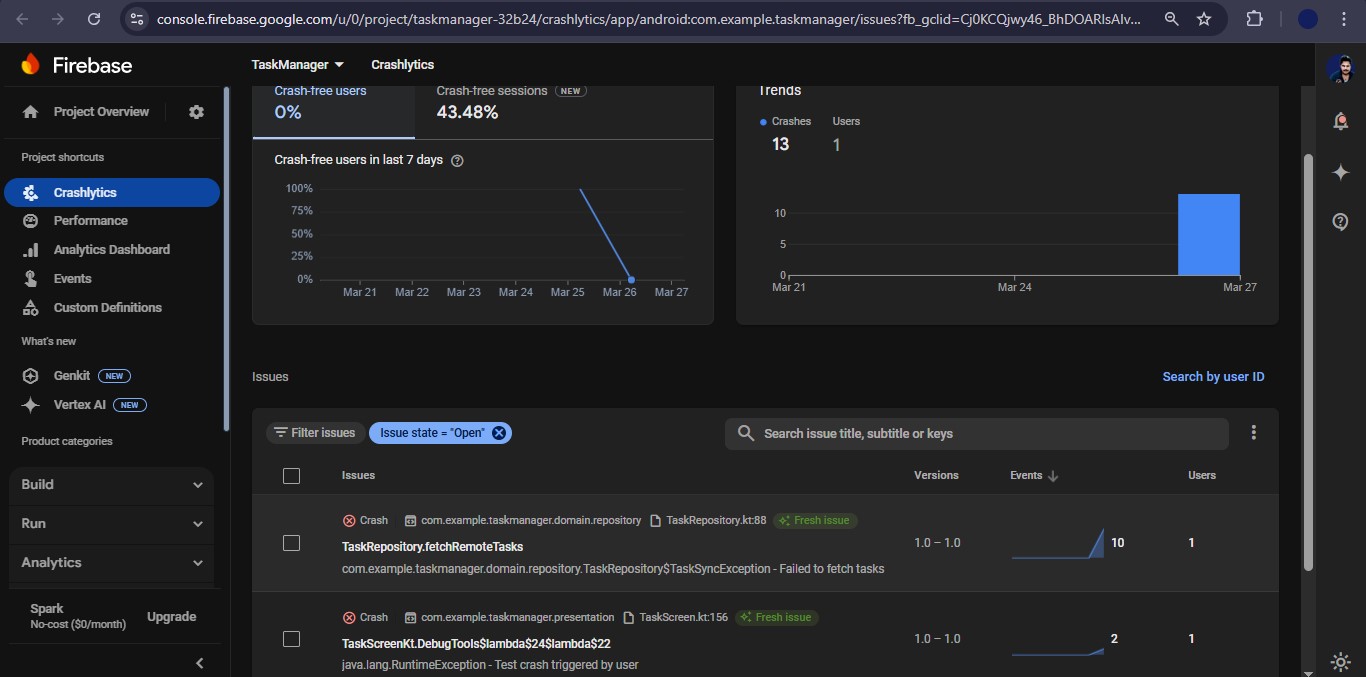 console.firebase.google.com/u/0/project/taskmanager-32b24/crashlytics/app/android:com.example.taskmanager/issues?fb_gclid=Cj0KCQjwy46_BhDOARIsAIv...
Firebase
TaskManager Crashlytics
Project Overview
Project shortcuts
Crashlytics
Performance
Analytics Dashboard
Events
Custom Definitions
What's new
Genkit NEW
Vertex AI NEW
Product categories
Build
Run
Analytics
Spark
No-cost ($0/month)
Upgrade
Crash-free users
0%
Crash-free sessions NEW
43.48%
Crash-free users in last 7 days
100%
75%
50%
25%
0%
Mar 21 Mar 22 Mar 23 Mar 24 Mar 25 Mar 26 Mar 27
Trends
Crashes Users
13 1
10
5
0
Mar 21 Mar 24 Mar 27
Issues
Search by user ID
Filter issues Issue state = "Open"
Search issue title, subtitle or keys
Issues Versions Events Users
Crash com.example.taskmanager.domain.repository TaskRepository.kt:88 Fresh issue
TaskRepository.fetchRemoteTasks
com.example.taskmanager.domain.repository.TaskRepository$TaskSyncException - Failed to fetch tasks
1.0 – 1.0 10 1
Crash com.example.taskmanager.presentation TaskScreen.kt:156 Fresh issue
TaskScreenKt.DebugTools$lambda$24$lambda$22
java.lang.RuntimeException - Test crash triggered by user
1.0 – 1.0 2 1